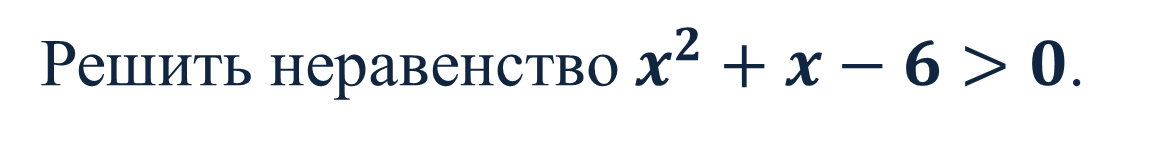 Решить неравенство x² + x − 6 > 0.